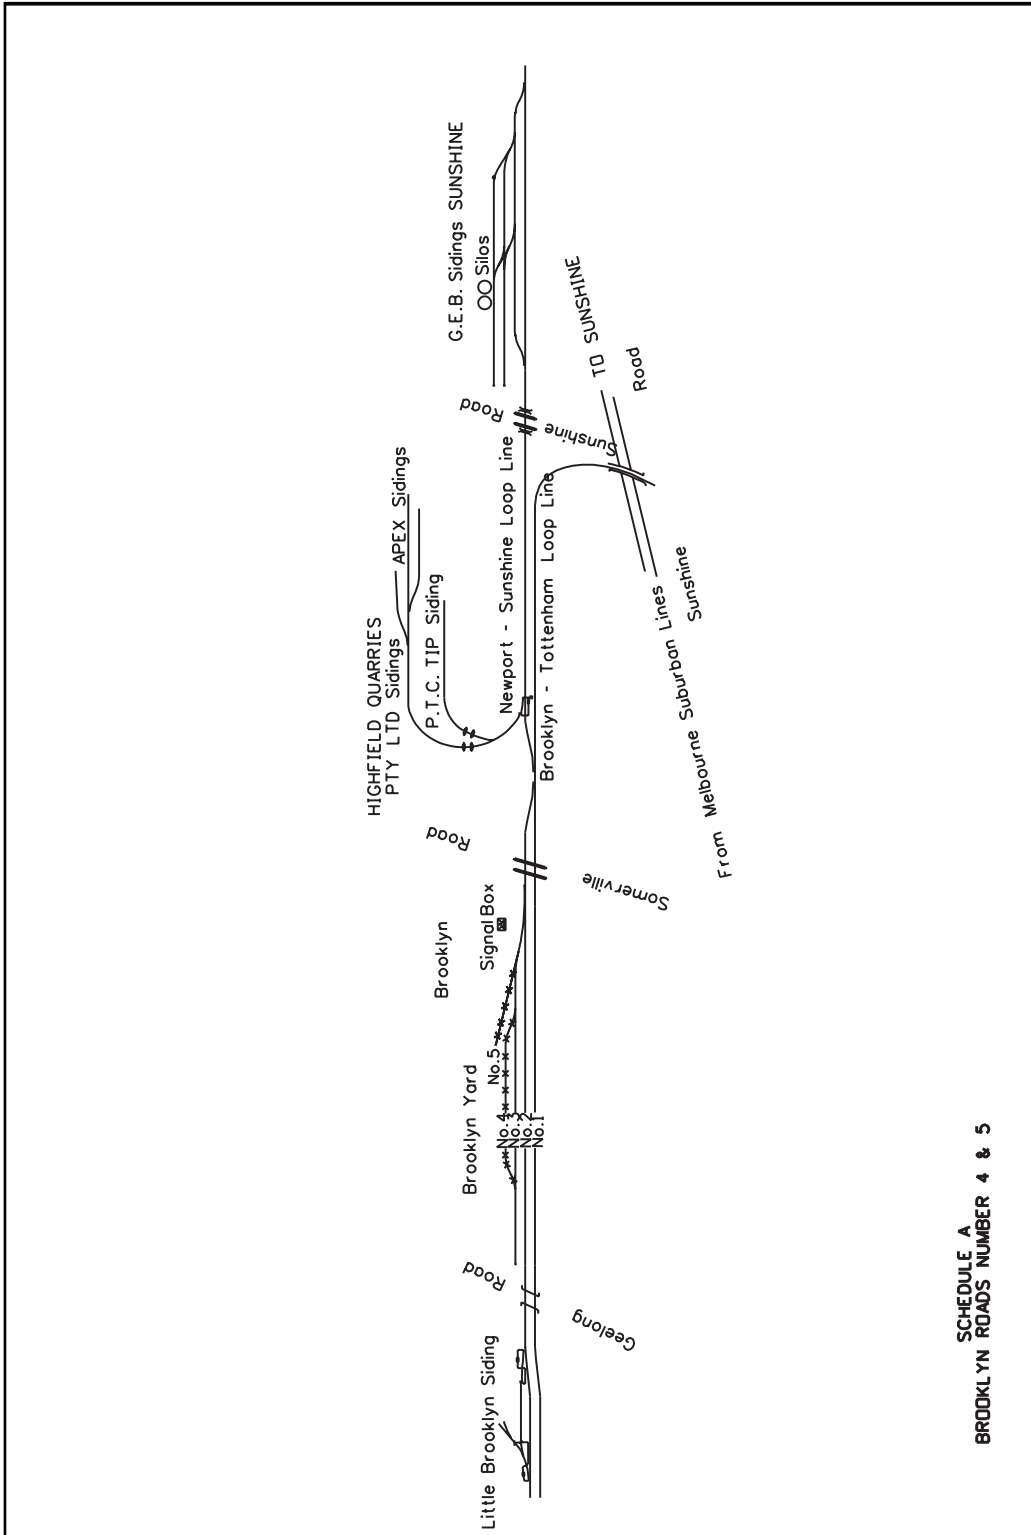 G.E.B. Sidings SUNSHINE
Silos
TO SUNSHINE
Road
Road
Sunshine
APEX Sidings
Newport - Sunshine Loop Line
Brooklyn - Tottenham Loop Line
P.T.C. TIP Siding
HIGHFIELD QUARRIES
PTY LTD Sidings
Sunshine
From Melbourne Suburban Lines
Road
Somerville
Signal Box
Brooklyn
No.5
Brooklyn Yard
No.4
No.3
No.2
No.1
Road
Geelong
Little Brooklyn Siding
SCHEDULE A
BROOKLYN ROADS NUMBER 4 & 5